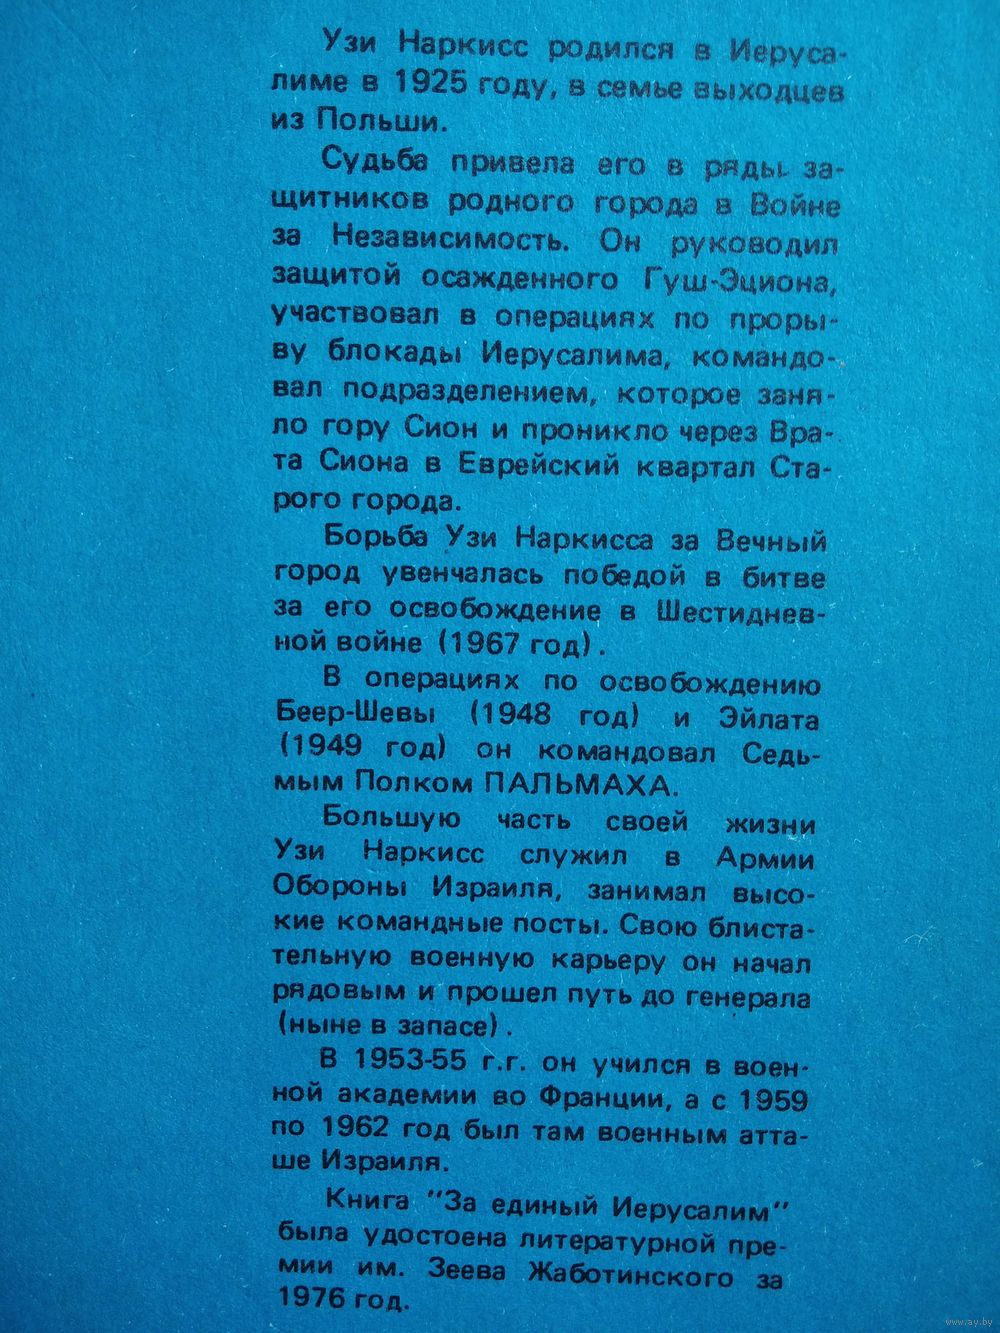 Узи Наркисс родился в Иеруса-
лиме в 1925 году, в семье выходцев
из Польши.
Судьба привела его в ряды за-
щитников родного города в Войне
за Независимость. Он руководил
защитой осажденного Гуш-Эциона,
участвовал в операциях по проры-
ву блокады Иерусалима, командо-
вал подразделением, которое заня-
ло гору Сион и проникло через Вра-
та Сиона в Еврейский квартал Ста-
рого города.
Борьба Узи Наркисса за Вечный
город увенчалась победой в битве
за его освобождение в Шестиднев-
ной войне (1967 год).
В операциях по освобождению
Беер-Шевы (1948 год) и Эйлата
(1949 год) он командовал Седь-
мым Полком ПАЛЬМАХА.
Большую часть своей жизни
Узи Наркисс служил в Армии
Обороны Израиля, занимал высо-
кие командные посты. Свою блиста-
тельную военную карьеру он начал
рядовым и прошел путь до генерала
(ныне в запасе).
В 1953-55 г.г. он учился в воен-
ной академии во Франции, а с 1959
по 1962 год был там военным атта-
ше Израиля.
Книга "За единый Иерусалим"
была удостоена литературной пре-
мии им. Зеева Жаботинского за
1976 год.
www.ay.by